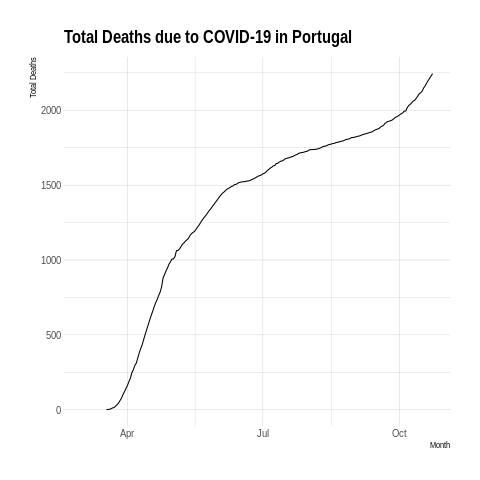 Total Deaths due to COVID-19 in Portugal
Total Deaths
2000
1500
1000
500
0
Apr
Jul
Oct
Month